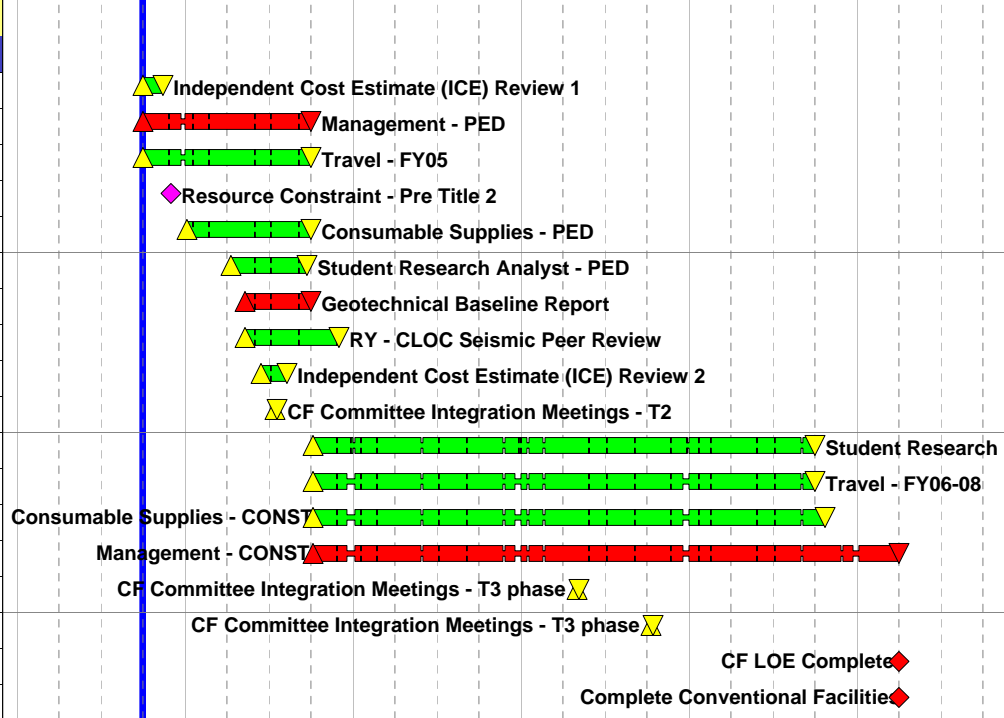 Independent Cost Estimate (ICE) Review 1
Management - PED
Travel - FY05
Resource Constraint - Pre Title 2
Consumable Supplies - PED
Student Research Analyst - PED
Geotechnical Baseline Report
RY - CLOC Seismic Peer Review
Independent Cost Estimate (ICE) Review 2
CF Committee Integration Meetings - T2
Student Research
Travel - FY06-08
Consumable Supplies - CONST
Management - CONST
CF Committee Integration Meetings - T3 phase
CF Committee Integration Meetings - T3 phase
CF LOE Complete
Complete Conventional Facilities